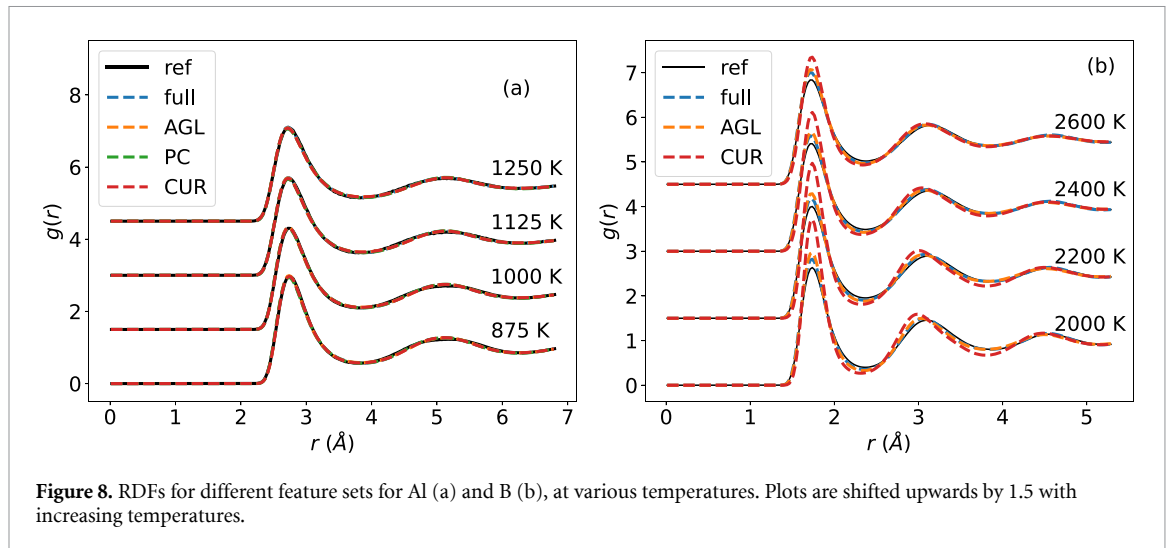 ref
full
AGL
PC
CUR
(a)
1250 K
1125 K
1000 K
875 K
8
6
4
2
0
g(r)
0 1 2 3 4 5 6 7
r (Å)
ref
full
AGL
CUR
(b)
2600 K
2400 K
2200 K
2000 K
7
6
5
4
3
2
1
0
g(r)
0 1 2 3 4 5
r (Å)
Figure 8. RDFs for different feature sets for Al (a) and B (b), at various temperatures. Plots are shifted upwards by 1.5 with
increasing temperatures.